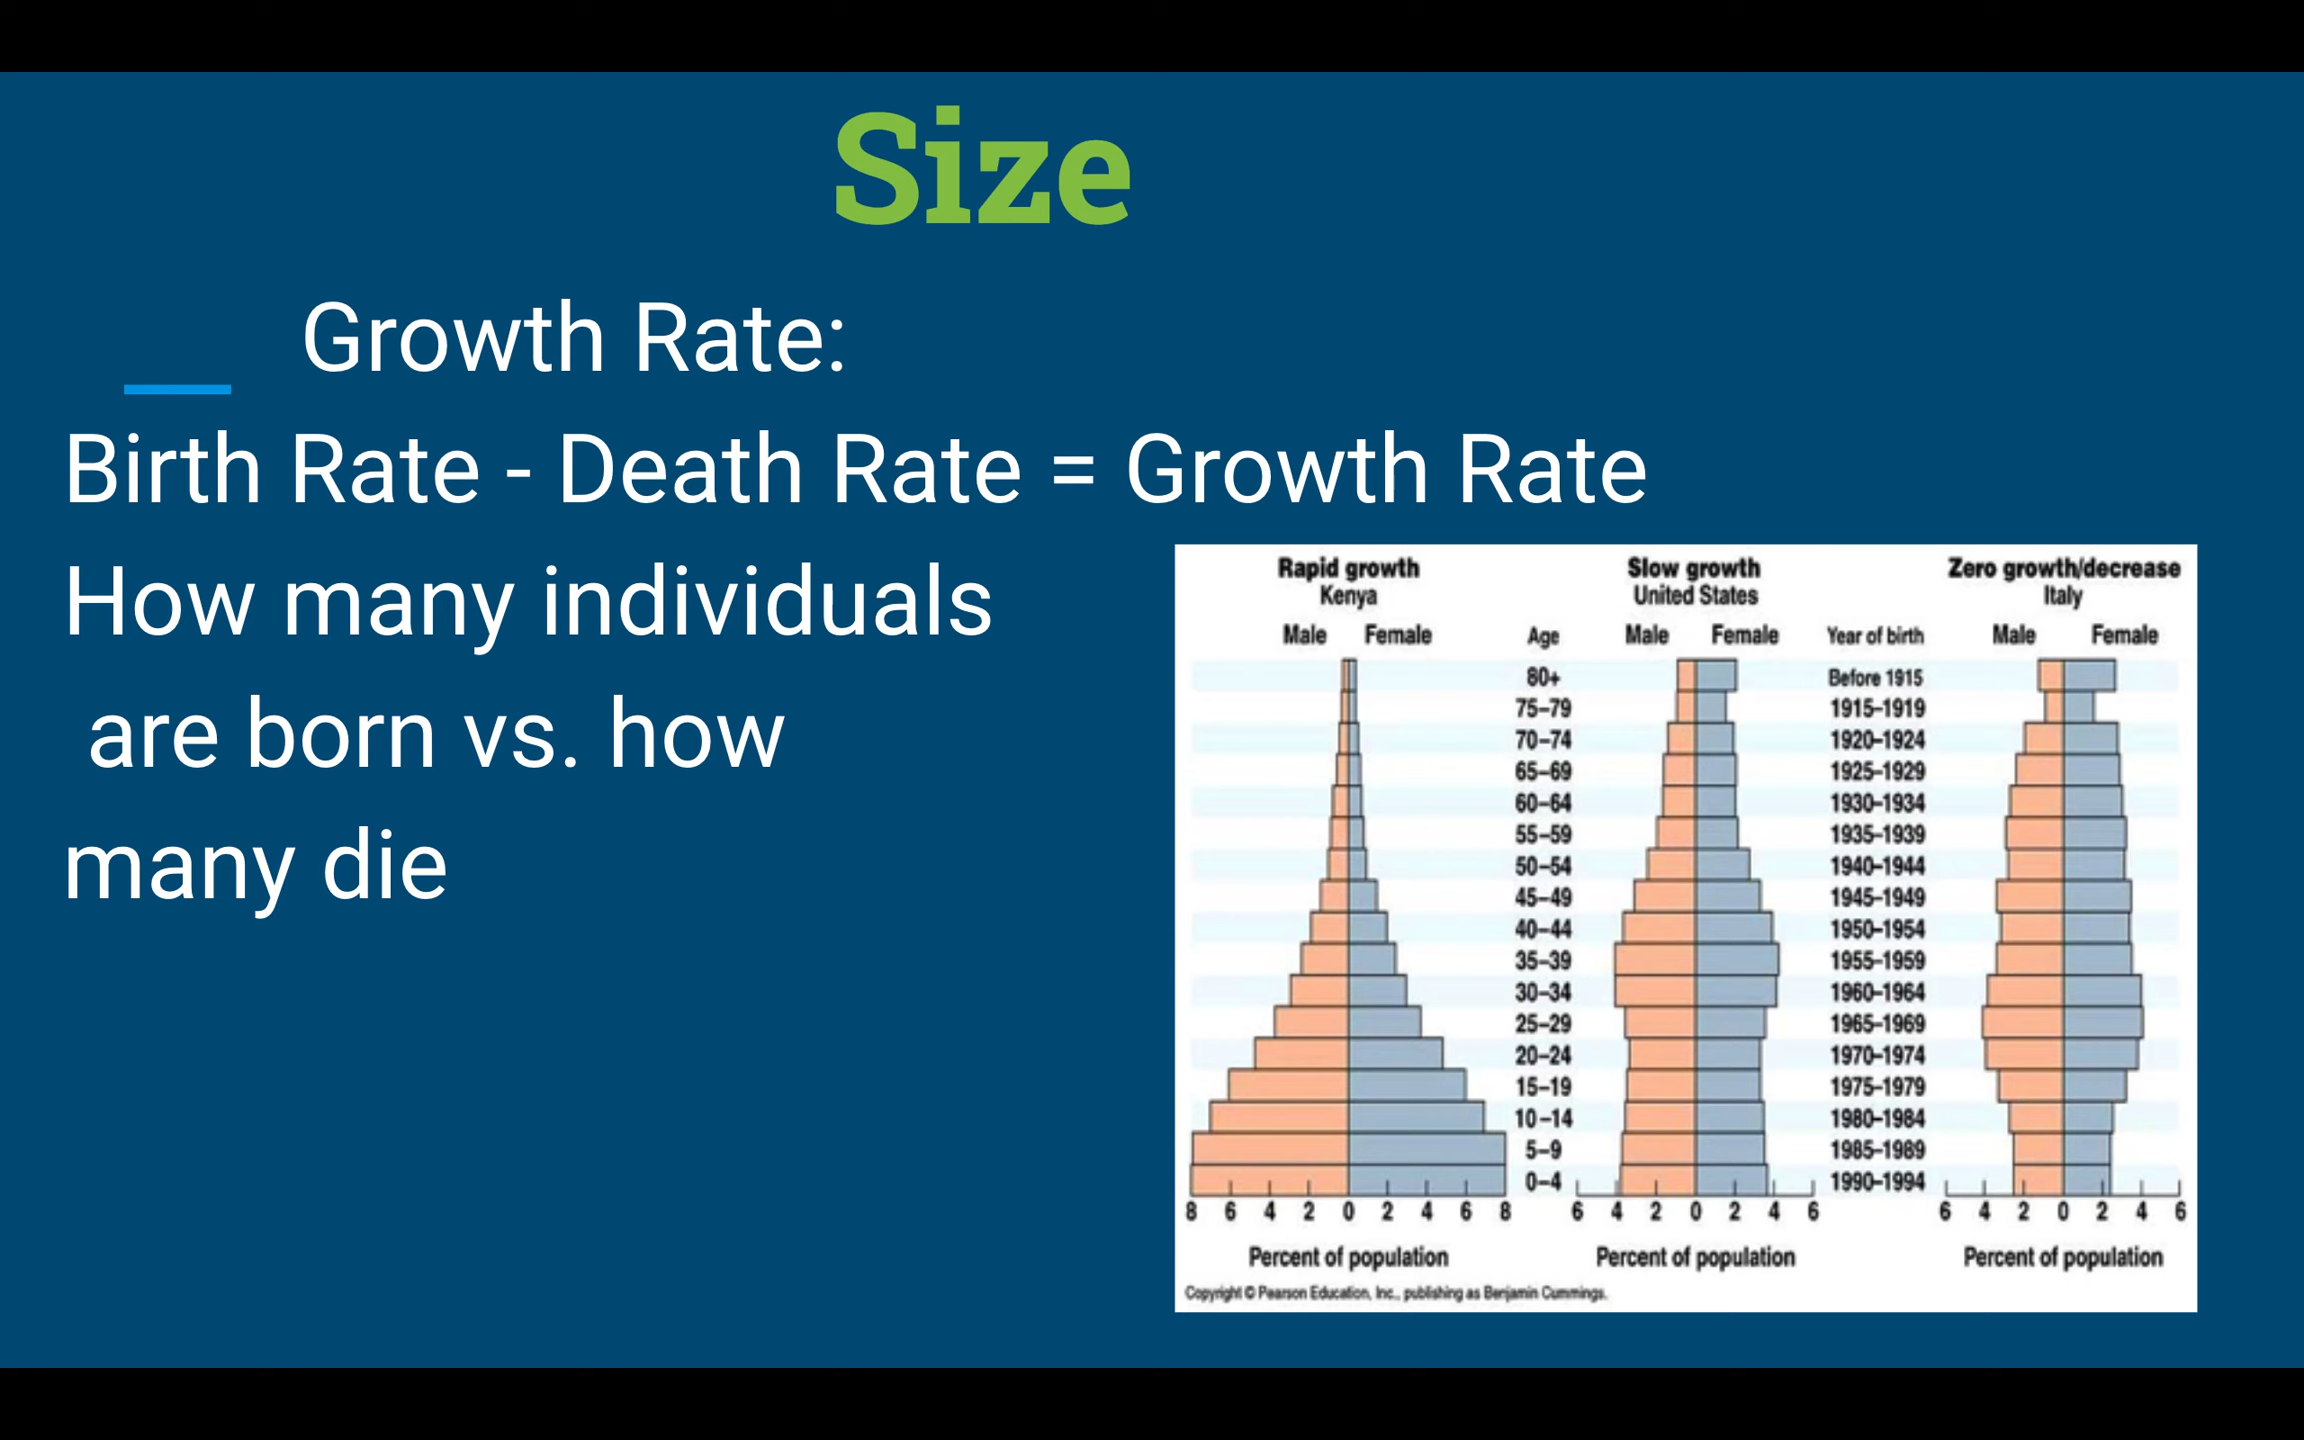 Size
Growth Rate:
Birth Rate - Death Rate = Growth Rate
How many individuals
are born vs. how
many die
Rapid growth
Kenya
Male Female
Slow growth
United States
Male Female
Zero growth/decrease
Italy
Male Female
Age
80+
75–79
70–74
65–69
60–64
55–59
50–54
45–49
40–44
35–39
30–34
25–29
20–24
15–19
10–14
5–9
0–4
Year of birth
Before 1915
1915–1919
1920–1924
1925–1929
1930–1934
1935–1939
1940–1944
1945–1949
1950–1954
1955–1959
1960–1964
1965–1969
1970–1974
1975–1979
1980–1984
1985–1989
1990–1994
8 6 4 2 0 2 4 6 8
6 4 2 0 2 4 6
6 4 2 0 2 4 6
Percent of population
Percent of population
Percent of population
Copyright © Pearson Education, Inc., publishing as Benjamin Cummings.